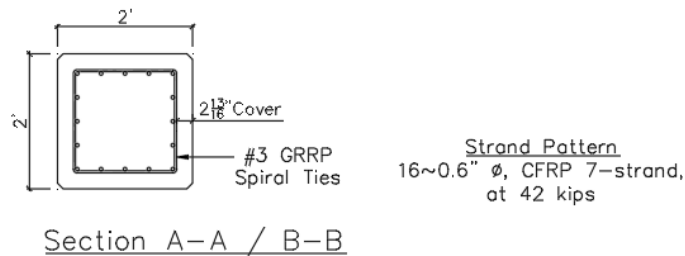 2'
2'
2 13/16" Cover
#3 GRRP
Spiral Ties
Section A-A / B-B
Strand Pattern
16~0.6" ø, CFRP 7-strand,
at 42 kips